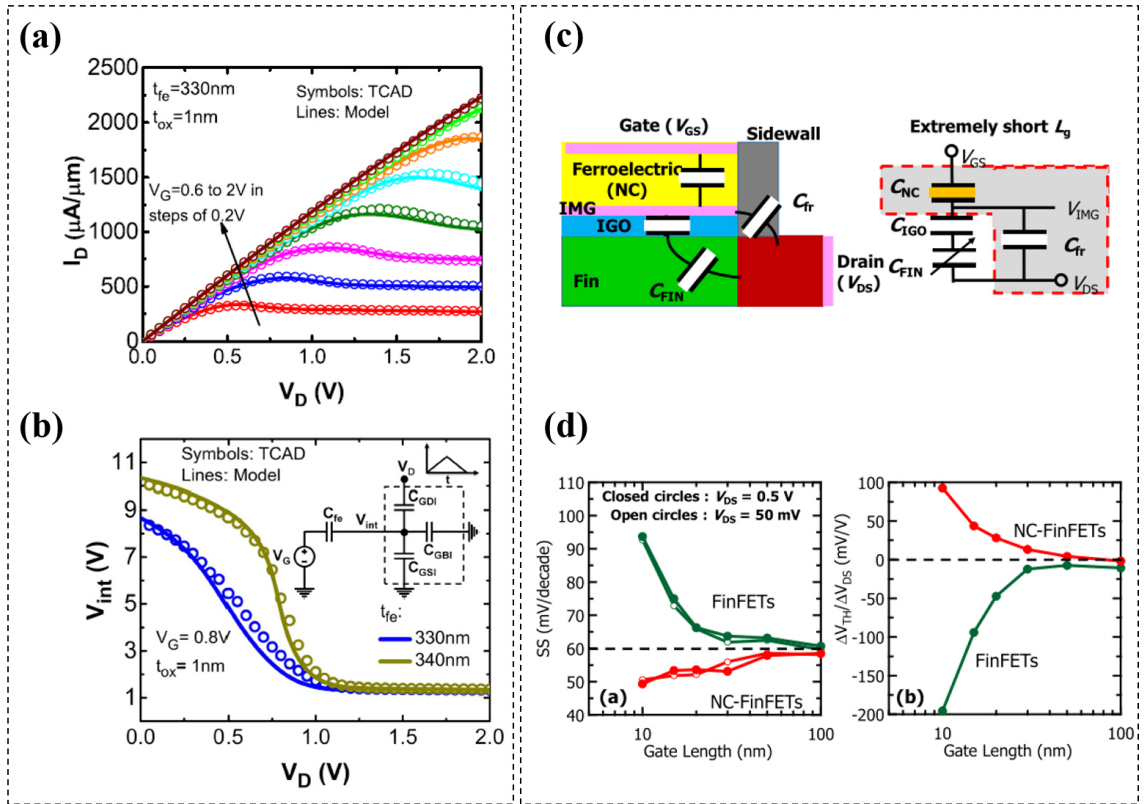 (a)
2500
2000
1500
1000
500
0
I_D (µA/µm)
t_fe=330nm
t_ox=1nm
Symbols: TCAD
Lines: Model
V_G=0.6 to 2V in
steps of 0.2V
0.0 0.5 1.0 1.5 2.0
V_D (V)
(b)
11
9
7
5
3
1
V_int (V)
Symbols: TCAD
Lines: Model
V_D
t
C_GDI
C_fe
V_int
V_G
C_GBI
C_GSI
t_fe:
330nm
340nm
V_G= 0.8V
t_ox= 1nm
0.0 0.5 1.0 1.5 2.0
V_D (V)
(c)
Gate (V_GS)
Sidewall
Ferroelectric
(NC)
IMG
IGO
C_fr
Fin
C_FIN
Drain
(V_DS)
Extremely short L_g
V_GS
C_NC
V_IMG
C_IGO
C_fr
C_FIN
V_DS
(d)
110
100
90
80
70
60
50
40
SS (mV/decade)
Closed circles : V_DS = 0.5 V
Open circles : V_DS = 50 mV
FinFETs
(a)
NC-FinFETs
10 100
Gate Length (nm)
100
50
0
-50
-100
-150
-200
ΔV_TH/ΔV_DS (mV/V)
NC-FinFETs
FinFETs
(b)
10 100
Gate Length (nm)